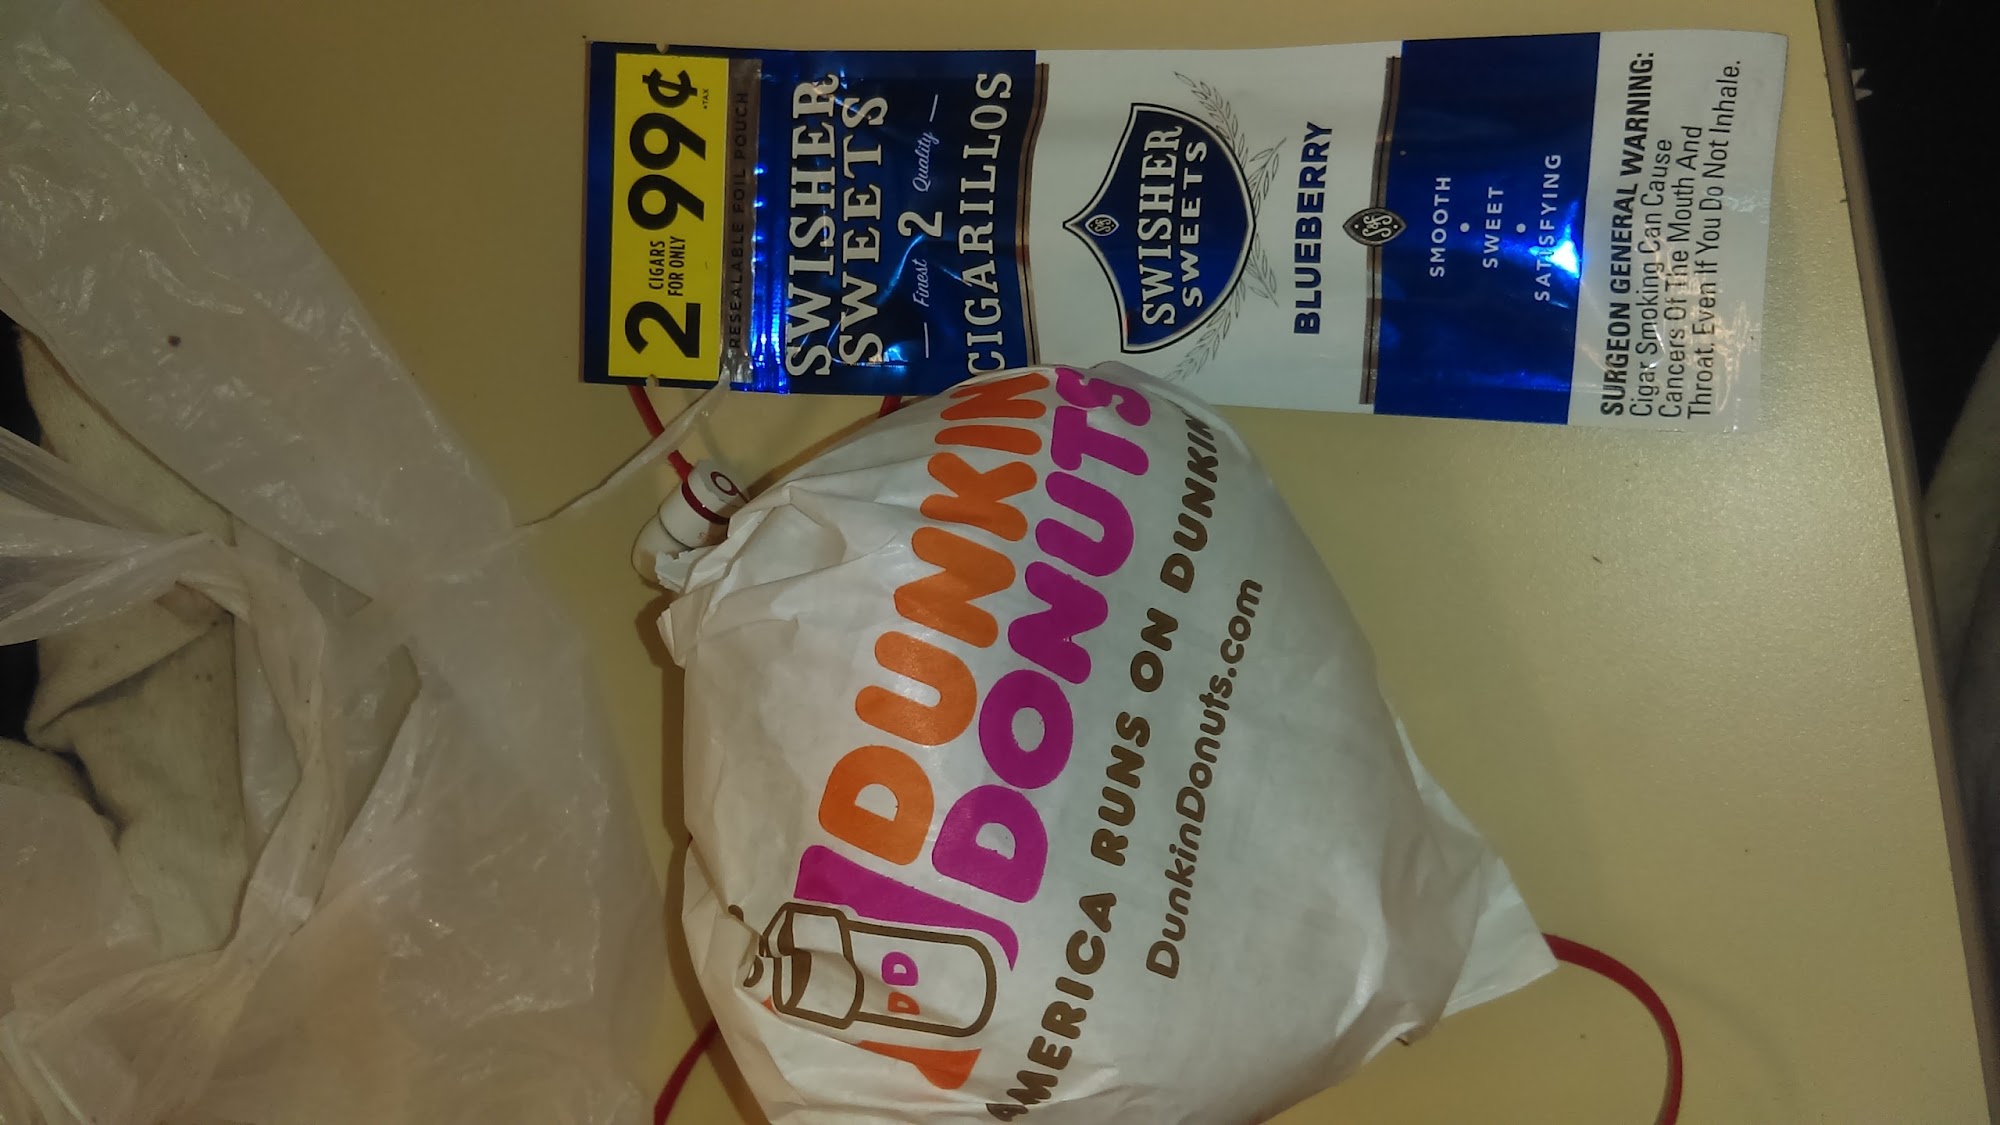 2 CIGARS FOR ONLY 99¢
+TAX
RESEALABLE FOIL POUCH
SWISHER
SWEETS
Finest 2 Quality
CIGARILLOS
SWISHER
SWEETS
BLUEBERRY
S&S
SMOOTH
•
SWEET
•
SATISFYING
SURGEON GENERAL WARNING:
Cigar Smoking Can Cause
Cancers Of The Mouth And
Throat, Even If You Do Not Inhale.
DUNKIN
DONUTS
DD
AMERICA RUNS ON DUNKIN
DunkinDonuts.com